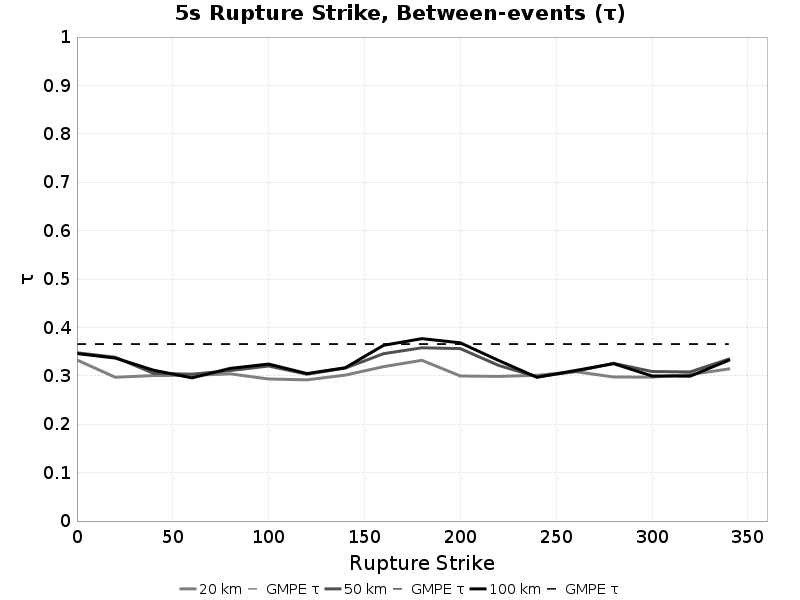 5s Rupture Strike, Between-events (τ)
1
0.9
0.8
0.7
0.6
0.5
0.4
0.3
0.2
0.1
0
τ
0 50 100 150 200 250 300 350
Rupture Strike
20 km GMPE τ 50 km GMPE τ 100 km GMPE τ